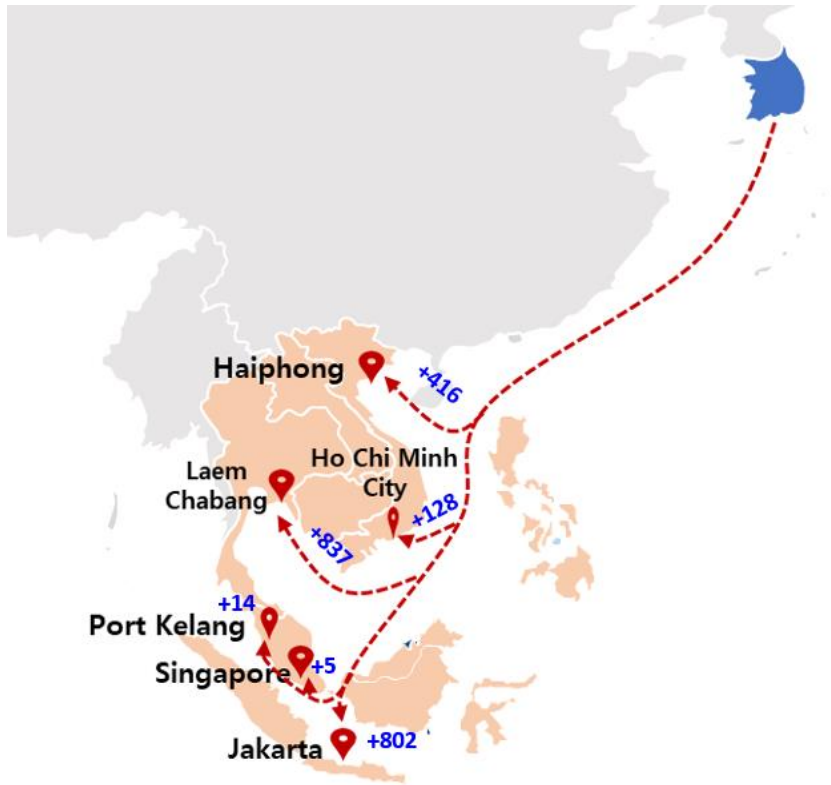 Haiphong
+416
Ho Chi Minh
City
Laem
Chabang
+128
+837
+14
Port Kelang
Singapore
+5
Jakarta
+802